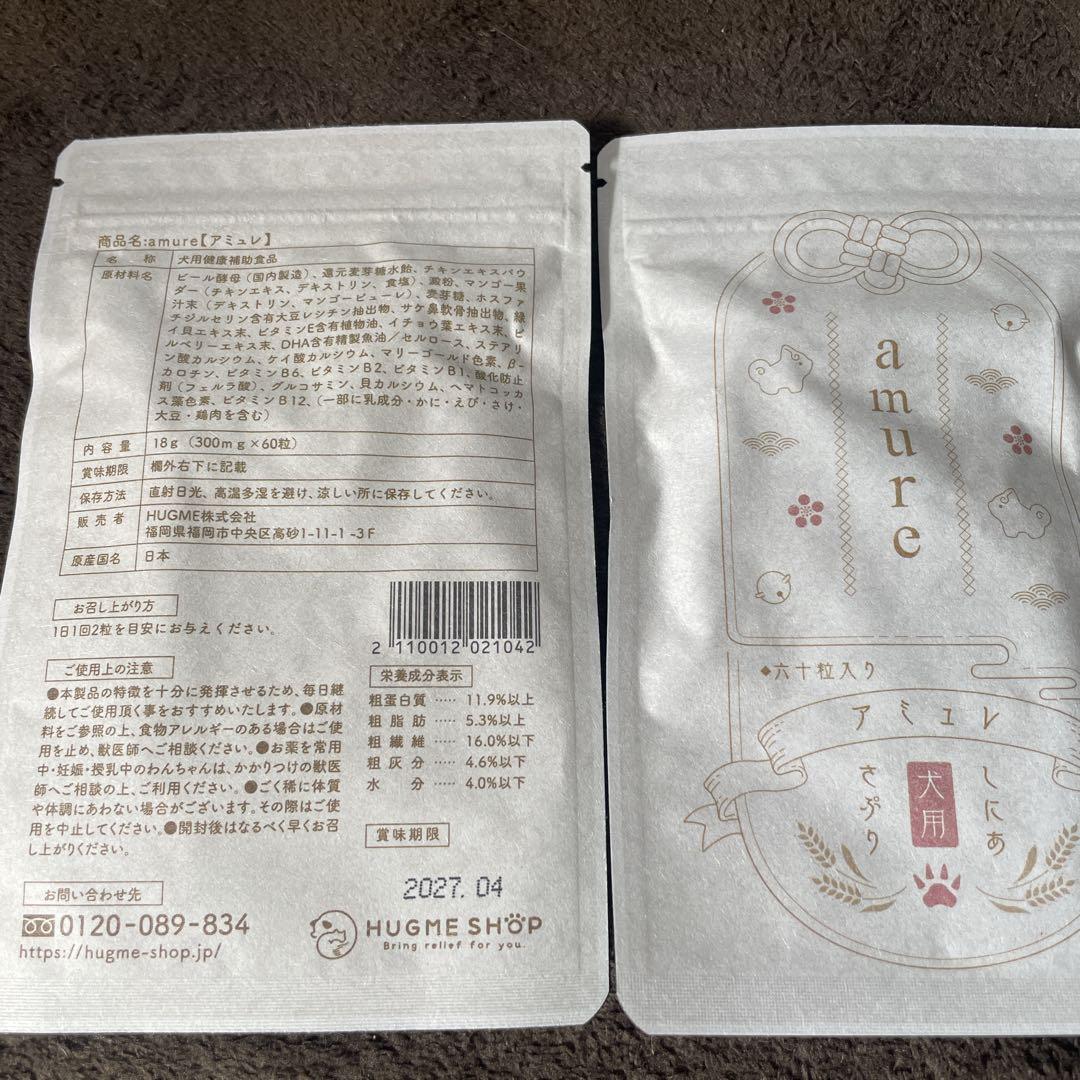 商品名:amure【アミュレ】
名称 犬用健康補助食品
原材料名 ビール酵母(国内製造)、還元麦芽糖水飴、チキンエキスパウ
ダー(チキンエキス、デキストリン、食塩)、澱粉、マンゴー果
汁末(デキストリン、マンゴーピューレ)、麦芽糖、ホスファ
チジルセリン含有大豆レシチン抽出物、サケ鼻軟骨抽出物、緑
イ貝エキス末、ビタミンE含有植物油、イチョウ葉エキス末、ビ
ルベリーエキス末、DHA含有精製魚油/セルロース、ステアリ
ン酸カルシウム、ケイ酸カルシウム、マリーゴールド色素、β-
カロチン、ビタミンB6、ビタミンB2、ビタミンB1、酸化防止
剤(フェルラ酸)、グルコサミン、貝カルシウム、ヘマトコッカ
ス藻色素、ビタミンB12、(一部に乳成分・かに・えび・さけ・
大豆・鶏肉を含む)
内容量 18g(300mg×60粒)
賞味期限 欄外右下に記載
保存方法 直射日光、高温多湿を避け、涼しい所に保存してください。
販売者 HUGME株式会社
福岡県福岡市中央区高砂1-11-1-3F
原産国名 日本
お召し上がり方
1日1回2粒を目安にお与えください。
2 110012 021042
ご使用上の注意
●本製品の特徴を十分に発揮させるため、毎日継
続してご使用頂く事をおすすめいたします。●原材
料をご参照の上、食物アレルギーのある場合はご使
用を止め、獣医師へご相談ください。●お薬を常用
中・妊娠・授乳中のわんちゃんは、かかりつけの獣医
師へご相談の上、ご利用ください。●ごく稀に体質
や体調にあわない場合がございます。その際はご使
用を中止してください。●開封後はなるべく早くお召
し上がりください。
栄養成分表示
粗蛋白質 ····· 11.9%以上
粗脂肪 ····· 5.3%以上
粗繊維 ····· 16.0%以下
粗灰分 ····· 4.6%以下
水分 ····· 4.0%以下
賞味期限
2027.04
お問い合わせ先
0120-089-834
https://hugme-shop.jp/
HUGME SHOP
Bring relief for you.
amure
◆六十粒入り
アミュレ
しにあ
犬用
さぷり